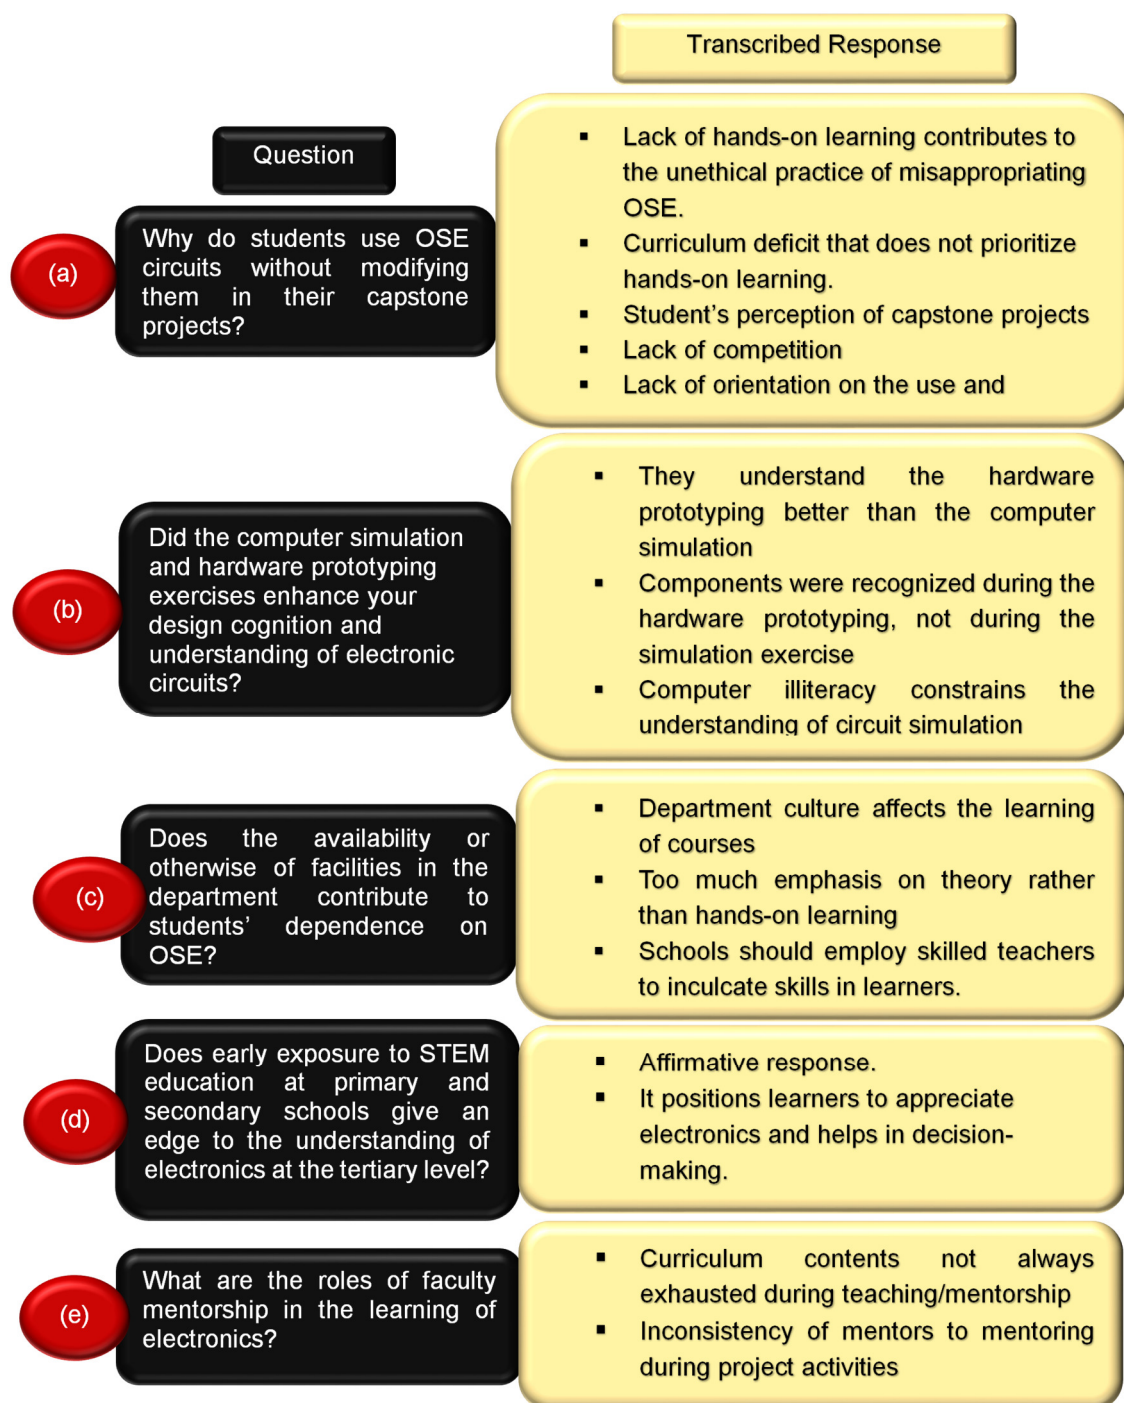 Transcribed Response
Question
(a)
Why do students use OSE
circuits without modifying
them in their capstone
projects?
▪ Lack of hands-on learning contributes to
the unethical practice of misappropriating
OSE.
▪ Curriculum deficit that does not prioritize
hands-on learning.
▪ Student’s perception of capstone projects
▪ Lack of competition
▪ Lack of orientation on the use and
(b)
Did the computer simulation
and hardware prototyping
exercises enhance your
design cognition and
understanding of electronic
circuits?
▪ They understand the hardware
prototyping better than the computer
simulation
▪ Components were recognized during the
hardware prototyping, not during the
simulation exercise
▪ Computer illiteracy constrains the
understanding of circuit simulation
(c)
Does the availability or
otherwise of facilities in the
department contribute to
students’ dependence on
OSE?
▪ Department culture affects the learning
of courses
▪ Too much emphasis on theory rather
than hands-on learning
▪ Schools should employ skilled teachers
to inculcate skills in learners.
(d)
Does early exposure to STEM
education at primary and
secondary schools give an
edge to the understanding of
electronics at the tertiary level?
▪ Affirmative response.
▪ It positions learners to appreciate
electronics and helps in decision-
making.
(e)
What are the roles of faculty
mentorship in the learning of
electronics?
▪ Curriculum contents not always
exhausted during teaching/mentorship
▪ Inconsistency of mentors to mentoring
during project activities